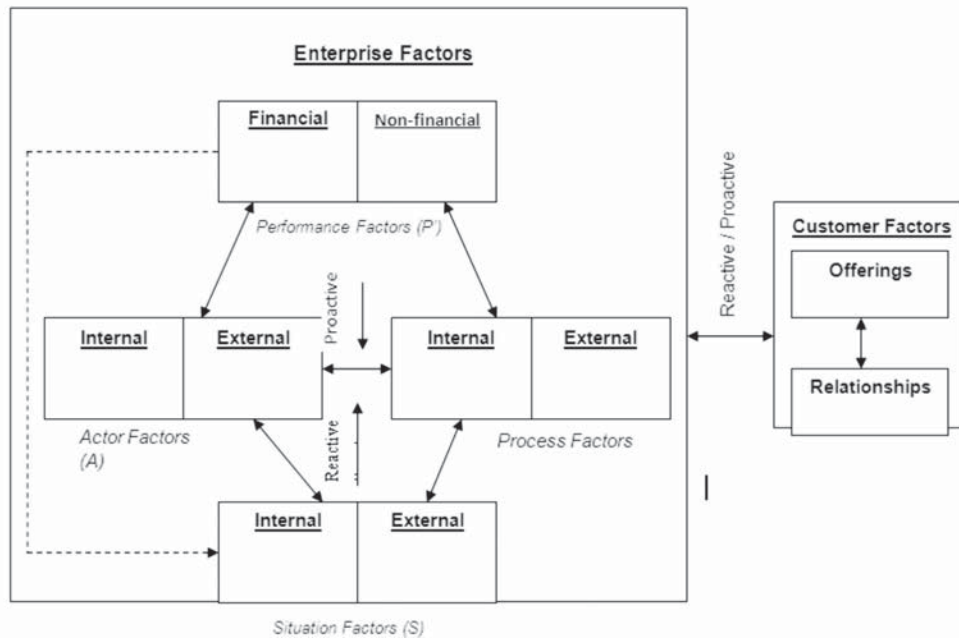 Enterprise Factors
Financial
Non-financial
Performance Factors (P')
Reactive / Proactive
Customer Factors
Offerings
Relationships
Proactive
Internal
External
Internal
External
Actor Factors
(A)
Reactive
Process Factors
Internal
External
Situation Factors (S)